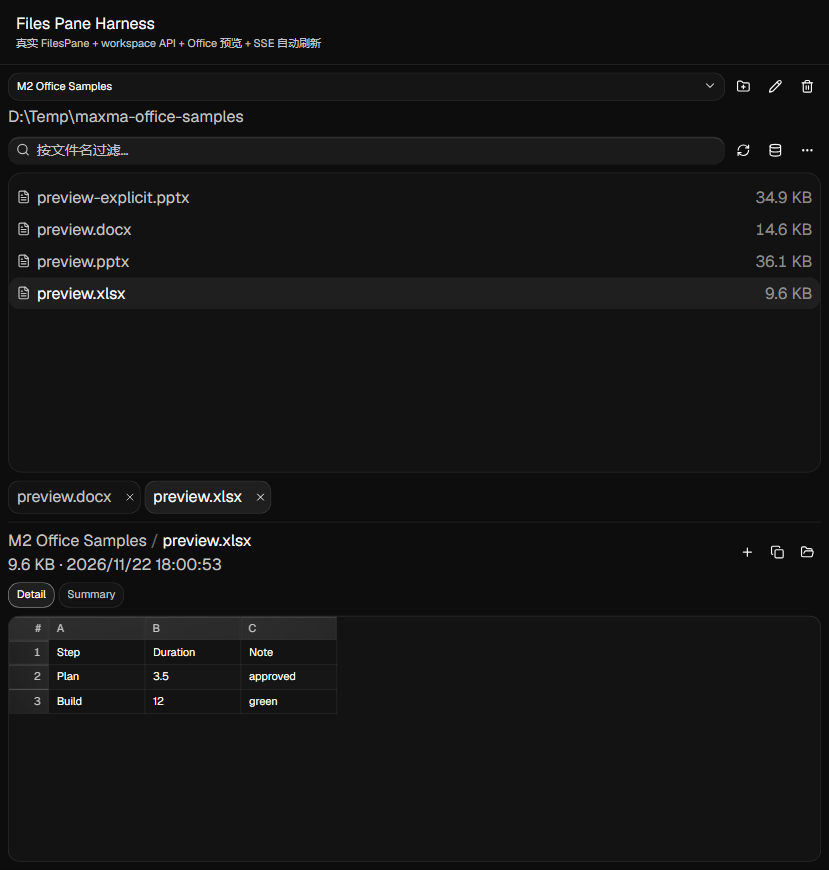 Files Pane Harness
真实 FilesPane + workspace API + Office 预览 + SSE 自动刷新
M2 Office Samples
D:\Temp\maxma-office-samples
按文件名过滤...
preview-explicit.pptx 34.9 KB
preview.docx 14.6 KB
preview.pptx 36.1 KB
preview.xlsx 9.6 KB
preview.docx × preview.xlsx ×
M2 Office Samples / preview.xlsx
9.6 KB · 2026/11/22 18:00:53
Detail Summary
# A B C
1 Step Duration Note
2 Plan 3.5 approved
3 Build 12 green